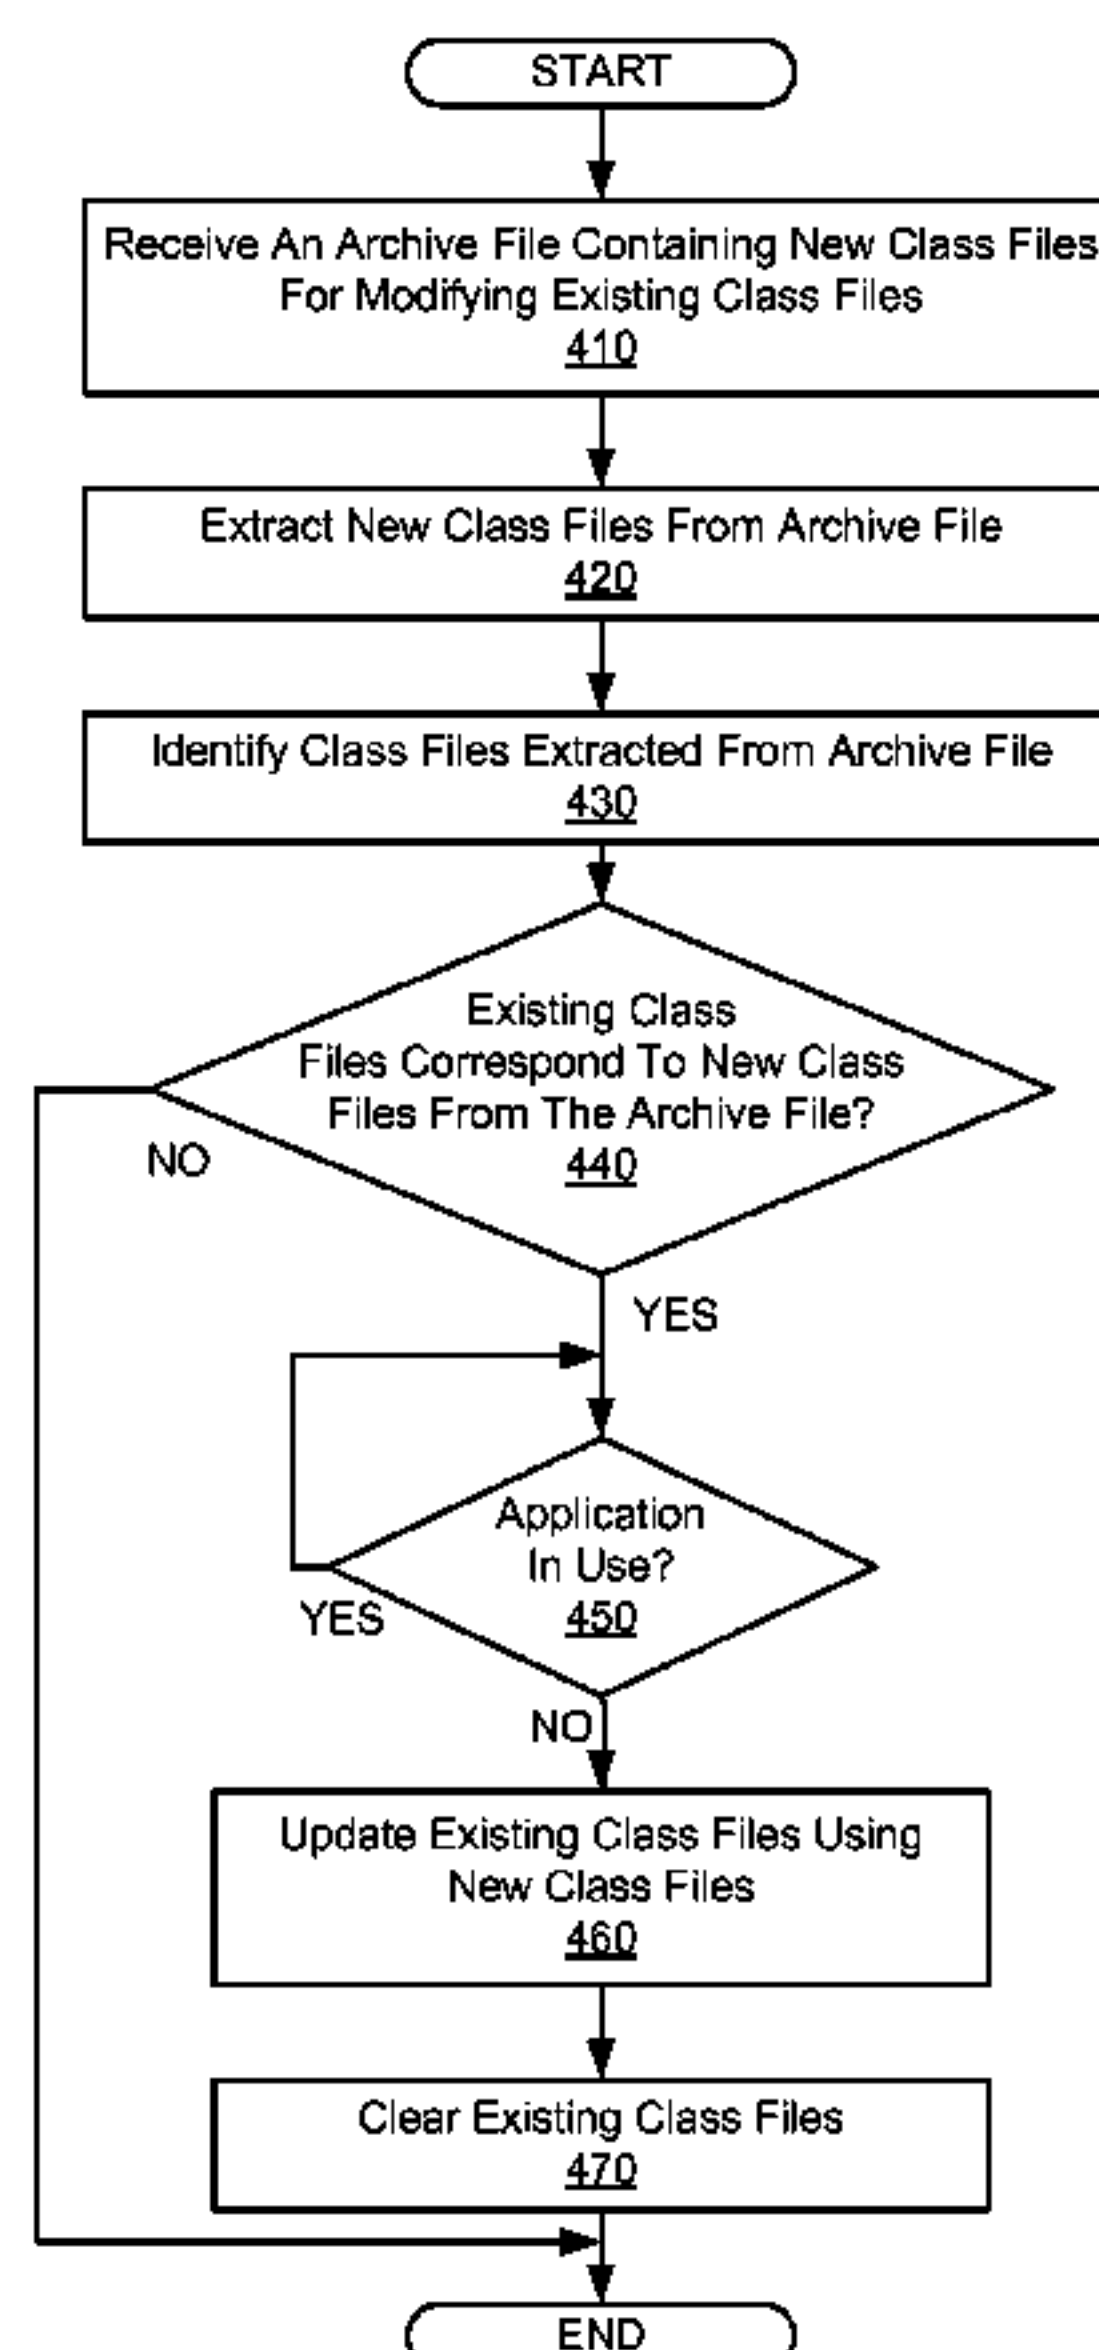 START
Receive An Archive File Containing New Class Files
For Modifying Existing Class Files
410
Extract New Class Files From Archive File
420
Identify Class Files Extracted From Archive File
430
Existing Class
Files Correspond To New Class
Files From The Archive File?
440
NO
YES
Application
In Use?
450
YES
NO
Update Existing Class Files Using
New Class Files
460
Clear Existing Class Files
470
END